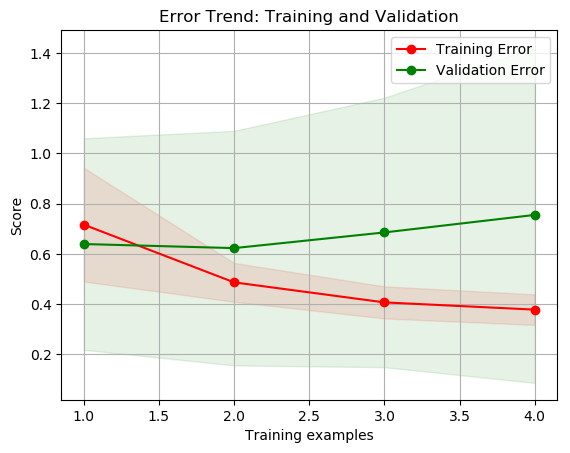 Error Trend: Training and Validation
Training Error
Validation Error
Score
1.4
1.2
1.0
0.8
0.6
0.4
0.2
1.0 1.5 2.0 2.5 3.0 3.5 4.0
Training examples